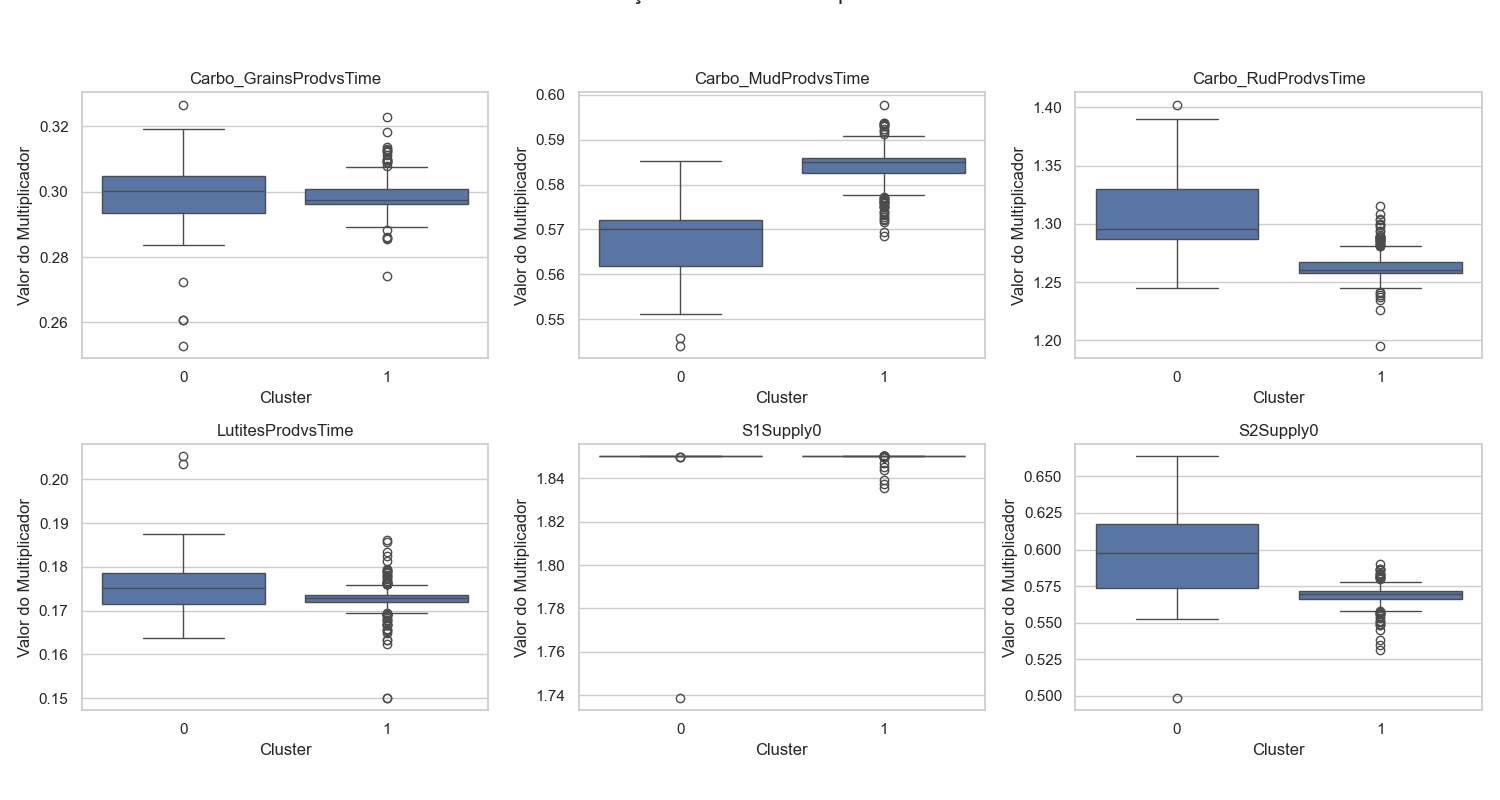 Carbo_GrainsProdvsTime
Valor do Multiplicador
0.32
0.30
0.28
0.26
0
1
Cluster
Carbo_MudProdvsTime
Valor do Multiplicador
0.60
0.59
0.58
0.57
0.56
0.55
0
1
Cluster
Carbo_RudProdvsTime
Valor do Multiplicador
1.40
1.35
1.30
1.25
1.20
0
1
Cluster
LutitesProdvsTime
Valor do Multiplicador
0.20
0.19
0.18
0.17
0.16
0.15
0
1
Cluster
S1Supply0
Valor do Multiplicador
1.84
1.82
1.80
1.78
1.76
1.74
0
1
Cluster
S2Supply0
Valor do Multiplicador
0.650
0.625
0.600
0.575
0.550
0.525
0.500
0
1
Cluster